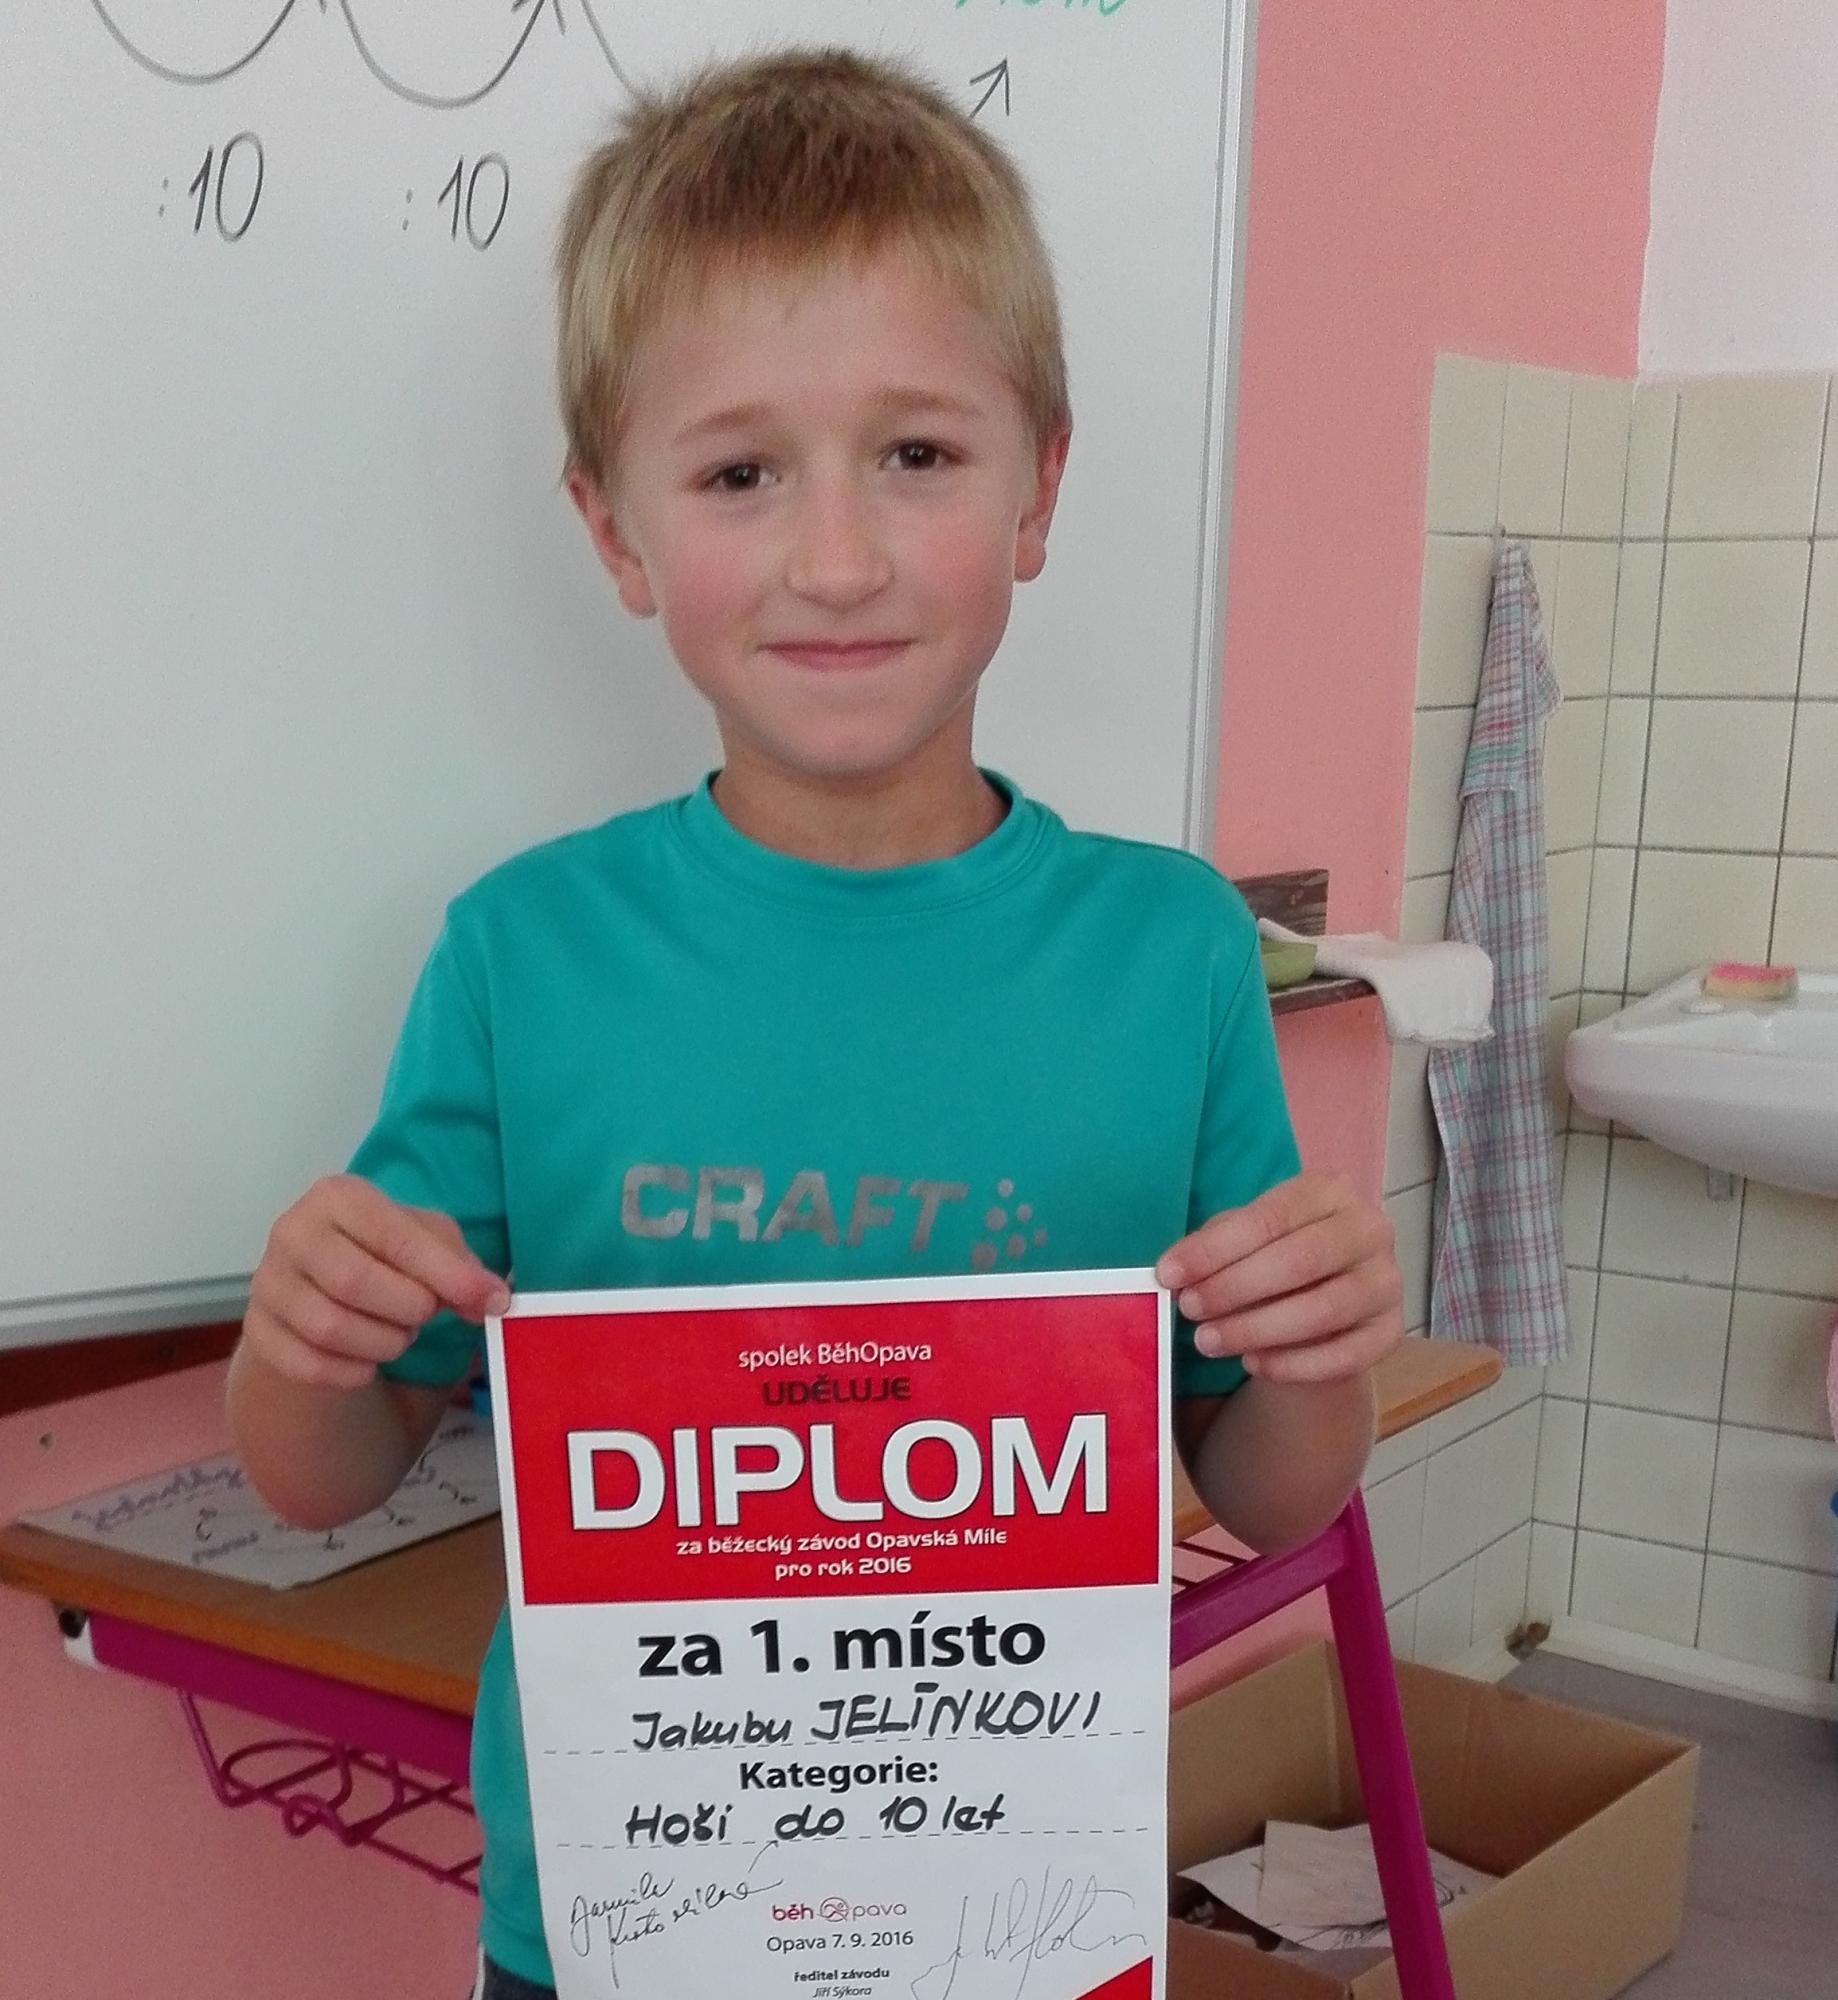 :10 :10
CRAFT
spolek BěhOpava
UDĚLUJE
DIPLOM
za běžecký závod Opavská Míle
pro rok 2016
za 1. místo
Jakubu JELÍNKOVI
Kategorie:
Hoši do 10 let
Jarmila
běh Opava
Opava 7. 9. 2016
ředitel závodu
Jiří Sýkora